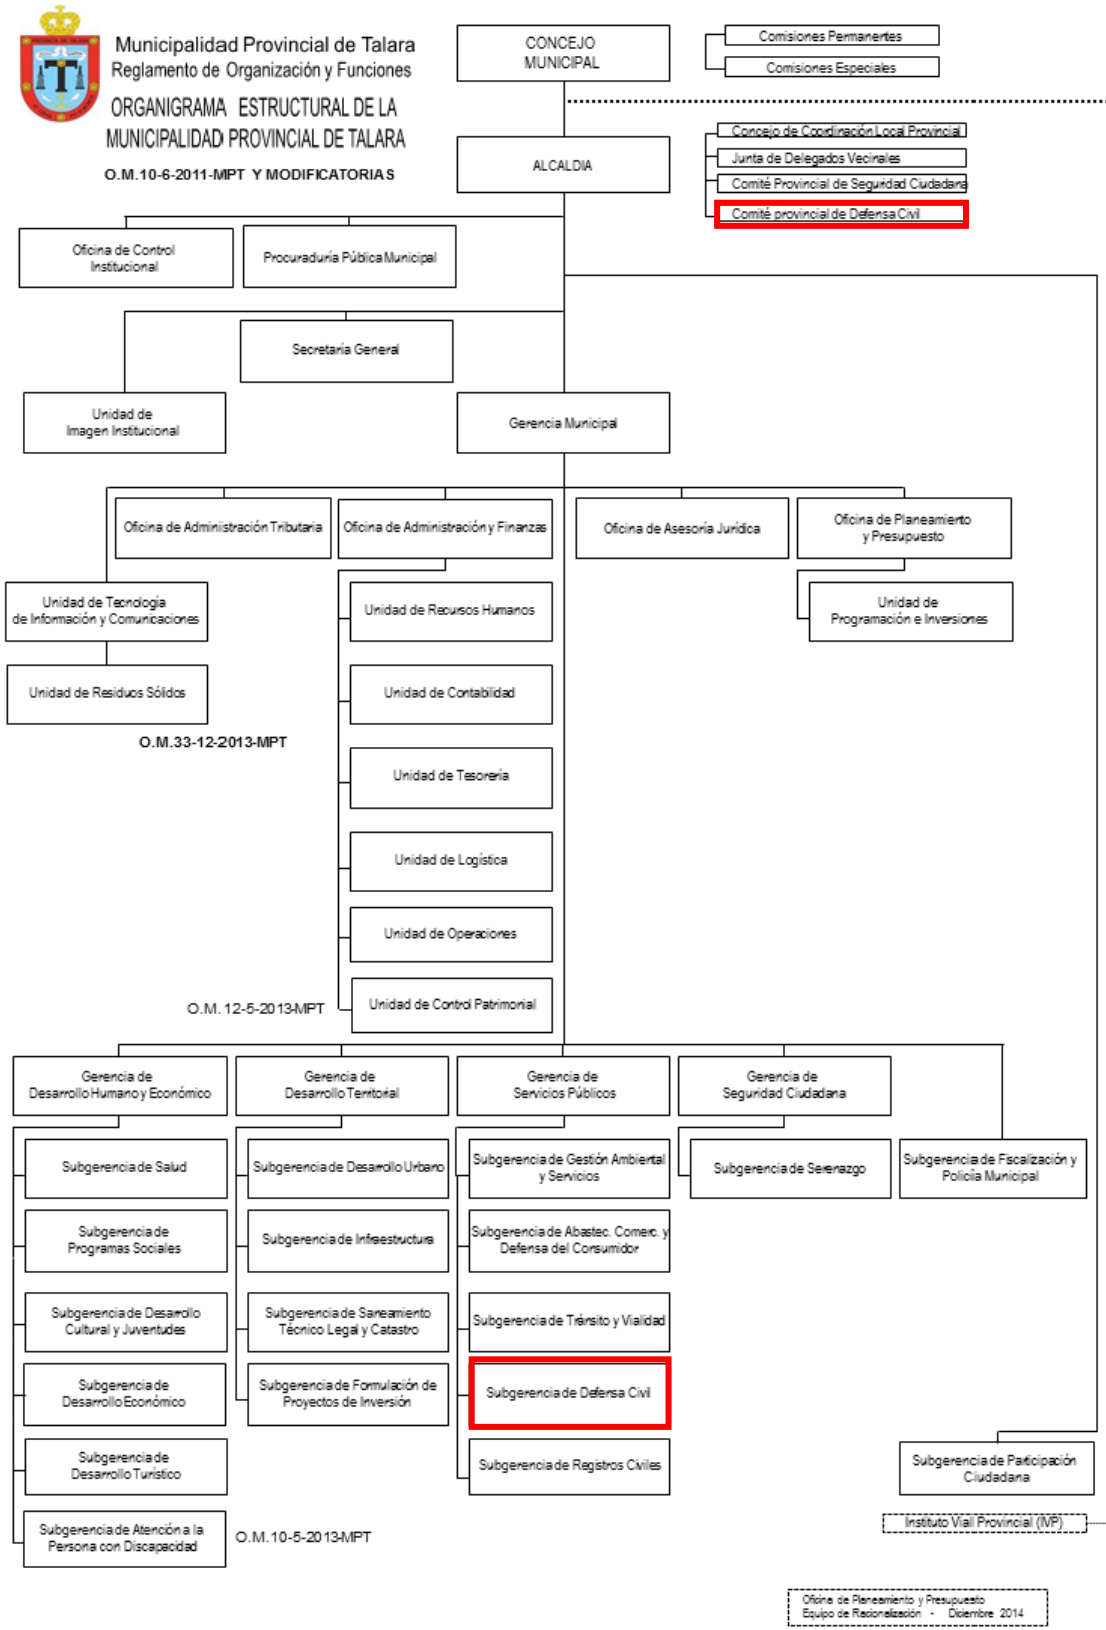 Municipalidad Provincial de Talara
Reglamento de Organización y Funciones
ORGANIGRAMA ESTRUCTURAL DE LA
MUNICIPALIDAD PROVINCIAL DE TALARA
O.M.10-6-2011-MPT Y MODIFICATORIAS
CONCEJO
MUNICIPAL
Comisiones Permanentes
Comisiones Especiales
ALCALDIA
Concejo de Coordinación Local Provincial
Junta de Delegados Vecinales
Comité Provincial de Seguridad Ciudadana
Comité provincial de Defensa Civil
Oficina de Control
Institucional
Procuraduría Pública Municipal
Secretaría General
Unidad de
Imagen Institucional
Gerencia Municipal
Oficina de Administración Tributaria
Oficina de Administración y Finanzas
Oficina de Asesoría Jurídica
Oficina de Planeamiento
y Presupuesto
Unidad de Tecnología
de Información y Comunicaciones
Unidad de Recursos Humanos
Unidad de
Programación e Inversiones
Unidad de Residuos Sólidos
Unidad de Contabilidad
O.M.33-12-2013-MPT
Unidad de Tesorería
Unidad de Logística
Unidad de Operaciones
O.M. 12-5-2013-MPT
Unidad de Control Patrimonial
Gerencia de
Desarrollo Humano y Económico
Gerencia de
Desarrollo Territorial
Gerencia de
Servicios Públicos
Gerencia de
Seguridad Ciudadana
Subgerencia de Salud
Subgerencia de Desarrollo Urbano
Subgerencia de Gestión Ambiental
y Servicios
Subgerencia de Serenazgo
Subgerencia de Fiscalización y
Policiía Municipal
Subgerencia de
Programas Sociales
Subgerencia de Infraestructura
Subgerencia de Abastec. Comerc. y
Defensa del Consumidor
Subgerencia de Desarrollo
Cultural y Juventudes
Subgerencia de Saneamiento
Técnico Legal y Catastro
Subgerencia de Tránsito y Vialidad
Subgerencia de
Desarrollo Económico
Subgerencia de Formulación de
Proyectos de Inversión
Subgerencia de Defensa Civil
Subgerencia de
Desarrollo Turístico
Subgerencia de Registros Civiles
Subgerencia de Participación
Ciudadana
Subgerencia de Atención a la
Persona con Discapacidad
O.M.10-5-2013-MPT
Instituto Viall Provincial (IVP)
Oficina de Planeamiento y Presupuesto
Equipo de Racionalización - Diciembre 2014